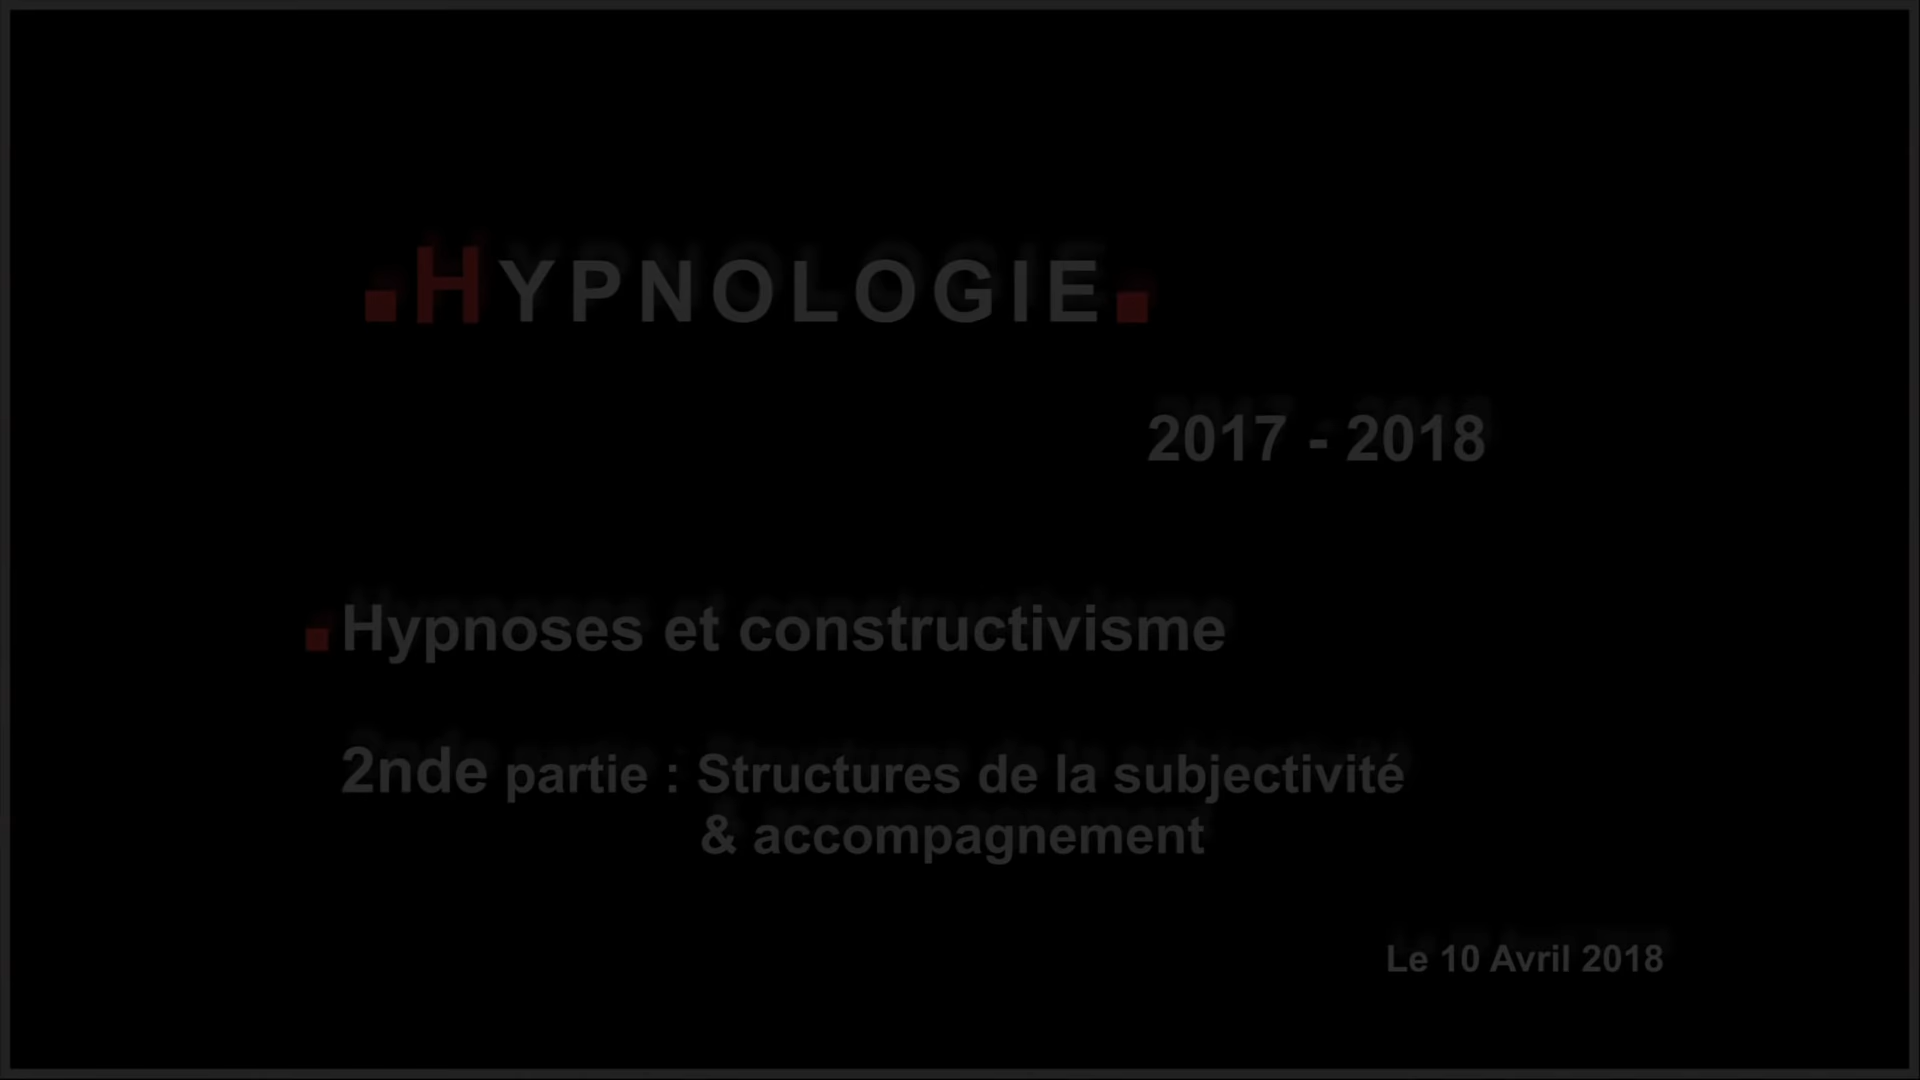 HYPNOLOGIE
2017 - 2018
Hypnoses et constructivisme
2nde partie : Structures de la subjectivité
& accompagnement
Le 10 Avril 2018